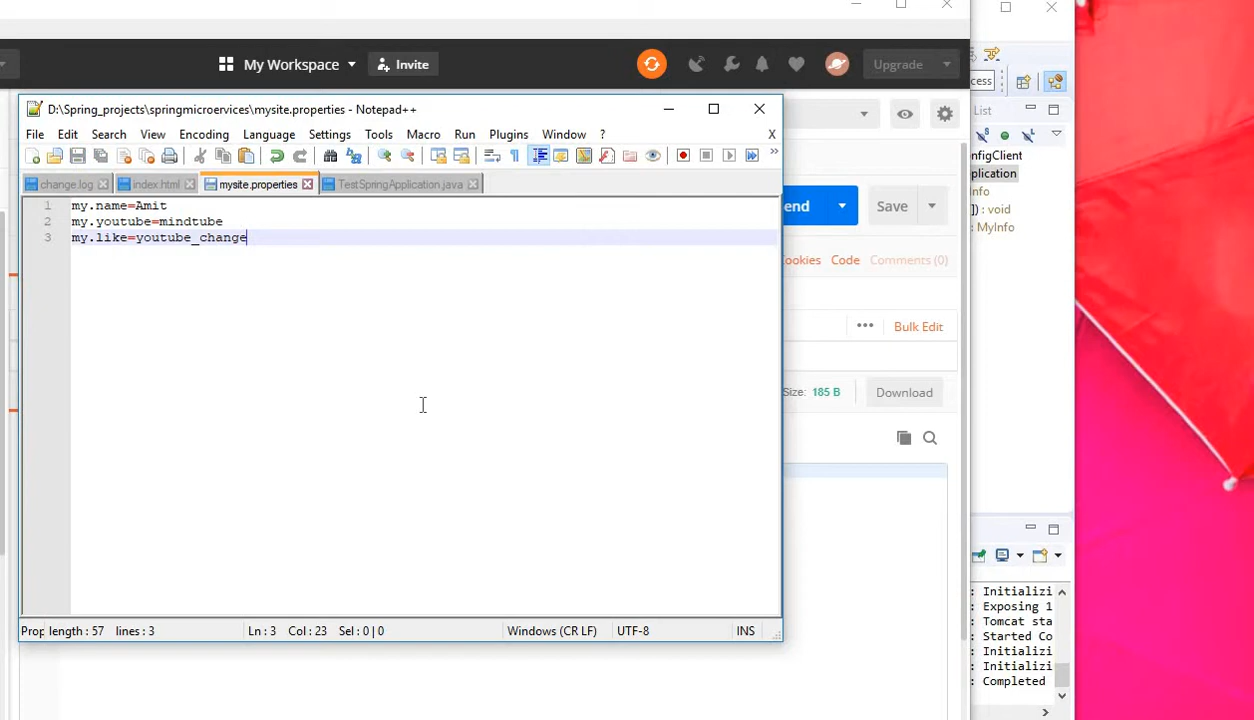 My Workspace
Invite
Upgrade
D:\Spring_projects\springmicroervices\mysite.properties - Notepad++
File Edit Search View Encoding Language Settings Tools Macro Run Plugins Window ? X
change.log index.html mysite.properties TestSpringApplication.java
1 my.name=Amit
2 my.youtube=mindtube
3 my.like=youtube_change
length : 57 lines : 3 Ln : 3 Col : 23 Sel : 0 | 0 Windows (CR LF) UTF-8 INS
end
Save
ookies Code Comments (0)
Bulk Edit
Size: 185 B Download
cess
List
nfigClient
plication
nfo
]) : void
MyInfo
: Initializi
: Exposing 1
: Tomcat sta
: Started Co
: Initializi
: Initializi
: Completed